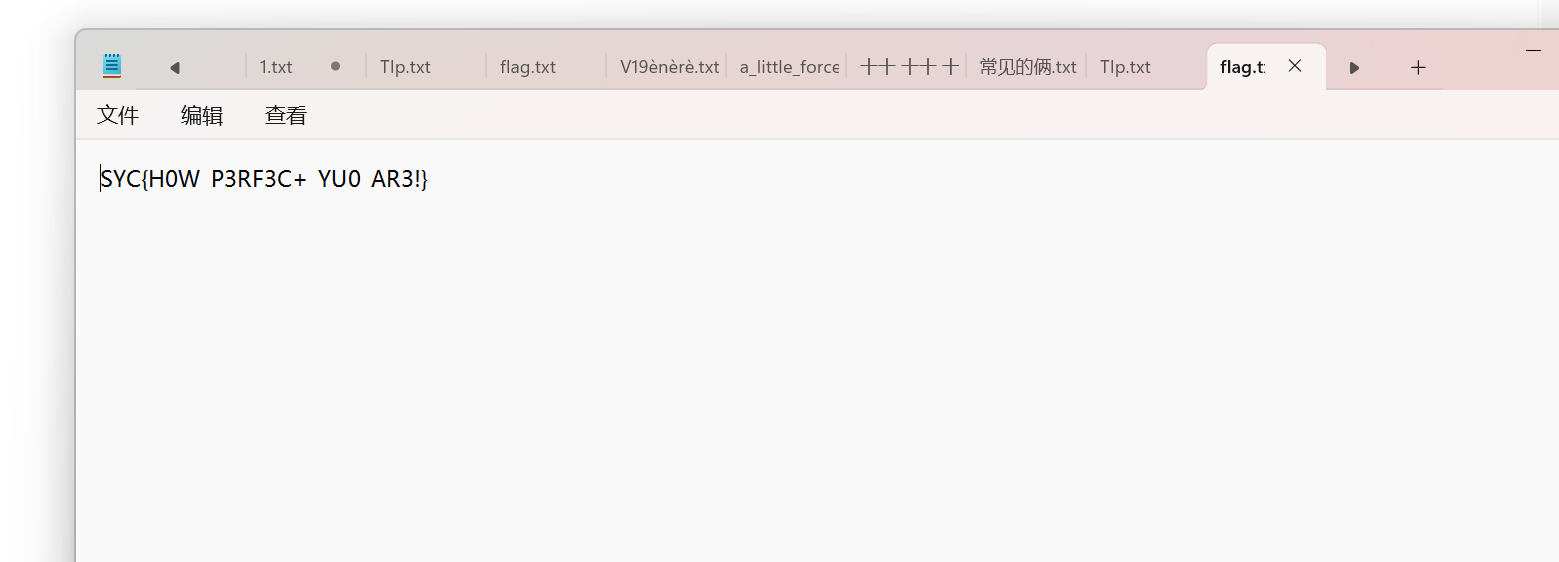 1.txt TIp.txt flag.txt V19ènèrè.txt a_little_force 十十 十十 十 常见的俩.txt TIp.txt flag.t
文件 编辑 查看
SYC{H0W P3RF3C+ YU0 AR3!}